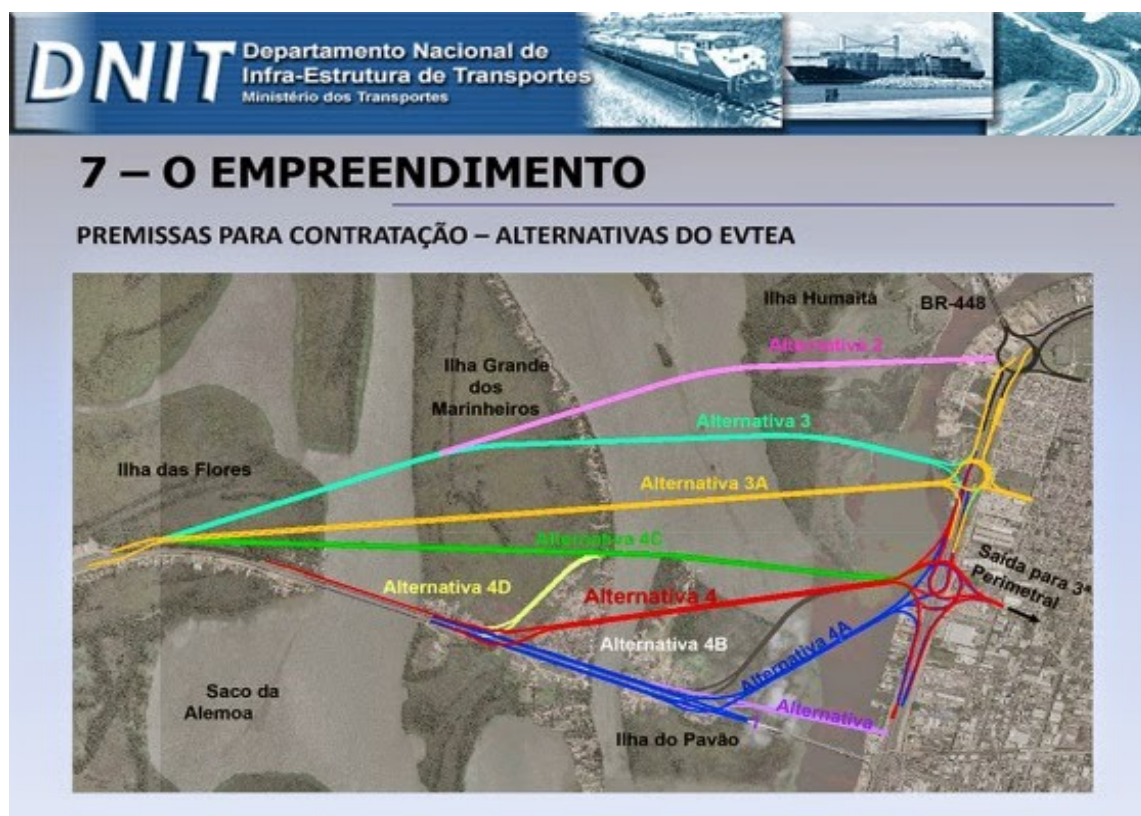 DNIT
Departamento Nacional de
Infra-Estrutura de Transportes
Ministério dos Transportes
7 – O EMPREENDIMENTO
PREMISSAS PARA CONTRATAÇÃO – ALTERNATIVAS DO EVTEA
Ilha Humaitá
BR-448
Alternativa 2
Ilha Grande
dos
Marinheiros
Alternativa 3
Ilha das Flores
Alternativa 3A
Alternativa 4C
Saída para 3ª
Perimetral
Alternativa 4D
Alternativa 4
Alternativa 4B
Alternativa 4A
Saco da
Alemoa
Alternativa
Ilha do Pavão